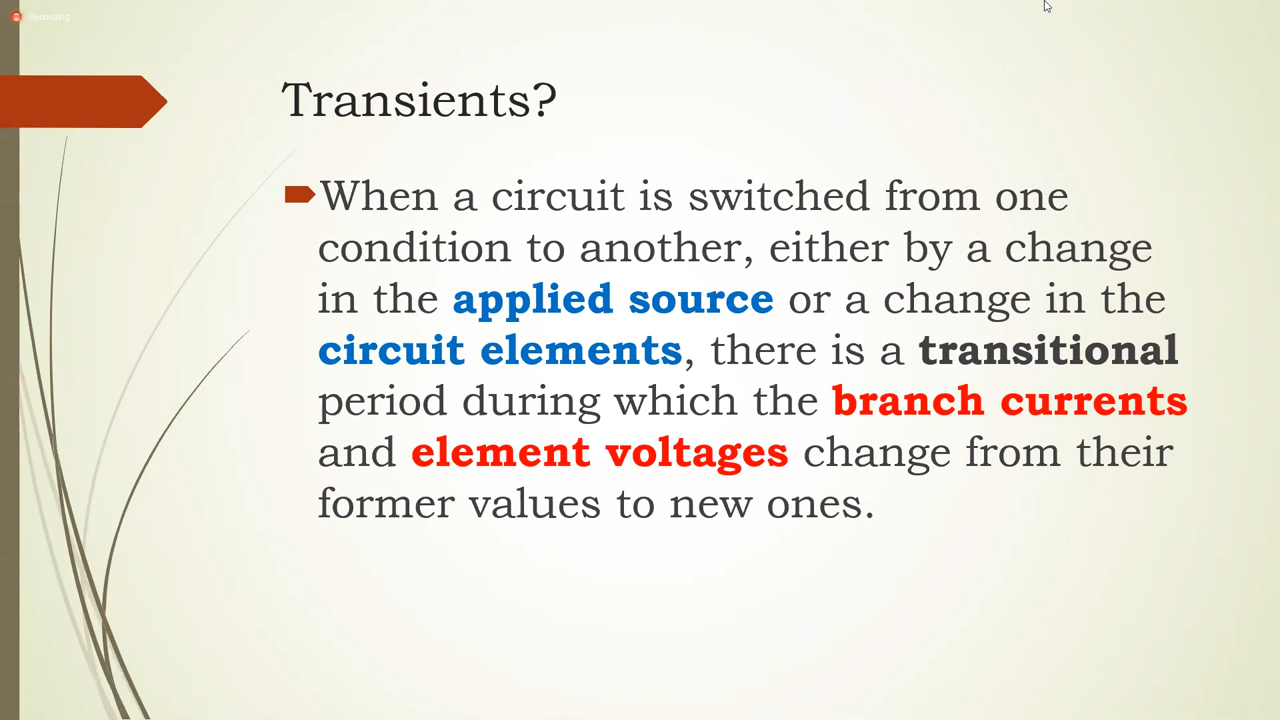 Recording
Transients?
When a circuit is switched from one
condition to another, either by a change
in the applied source or a change in the
circuit elements, there is a transitional
period during which the branch currents
and element voltages change from their
former values to new ones.